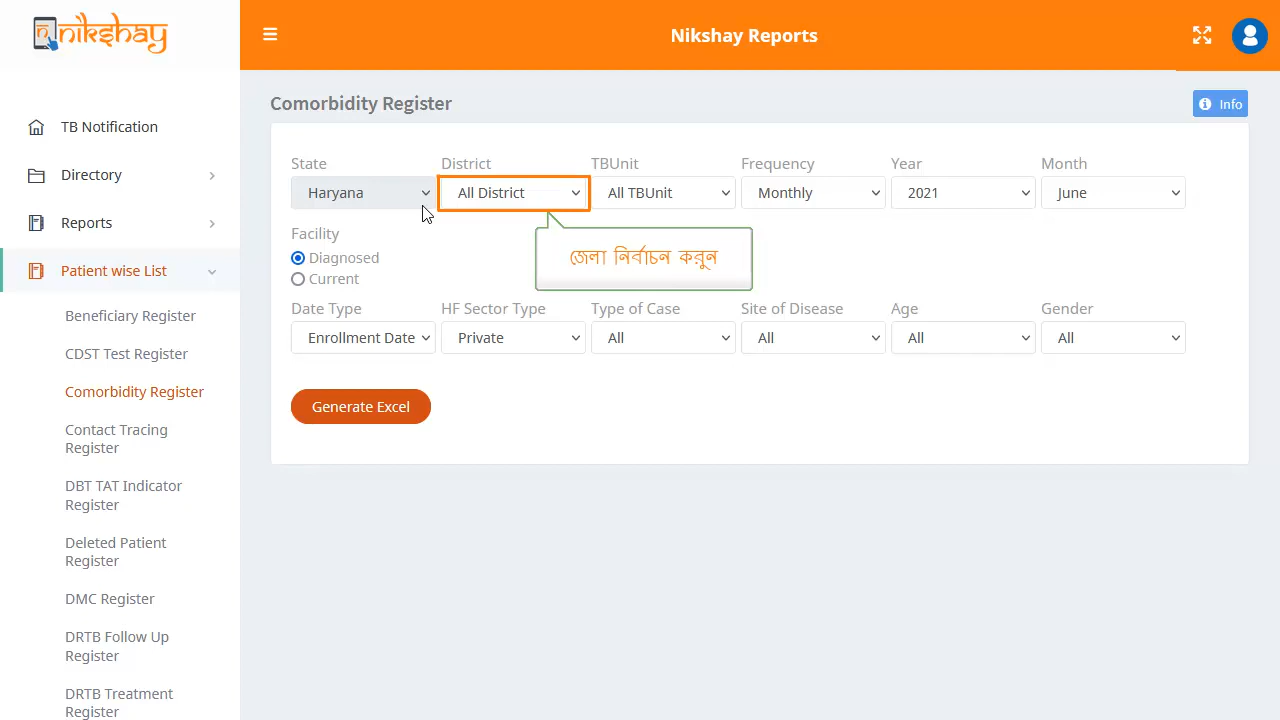 nikshay
Nikshay Reports
TB Notification
Directory
Reports
Patient wise List
Beneficiary Register
CDST Test Register
Comorbidity Register
Contact Tracing
Register
DBT TAT Indicator
Register
Deleted Patient
Register
DMC Register
DRTB Follow Up
Register
DRTB Treatment
Register
Comorbidity Register
Info
State District TBUnit Frequency Year Month
Haryana All District All TBUnit Monthly 2021 June
জেলা নির্বাচন করুন
Facility
Diagnosed
Current
Date Type HF Sector Type Type of Case Site of Disease Age Gender
Enrollment Date Private All All All All
Generate Excel